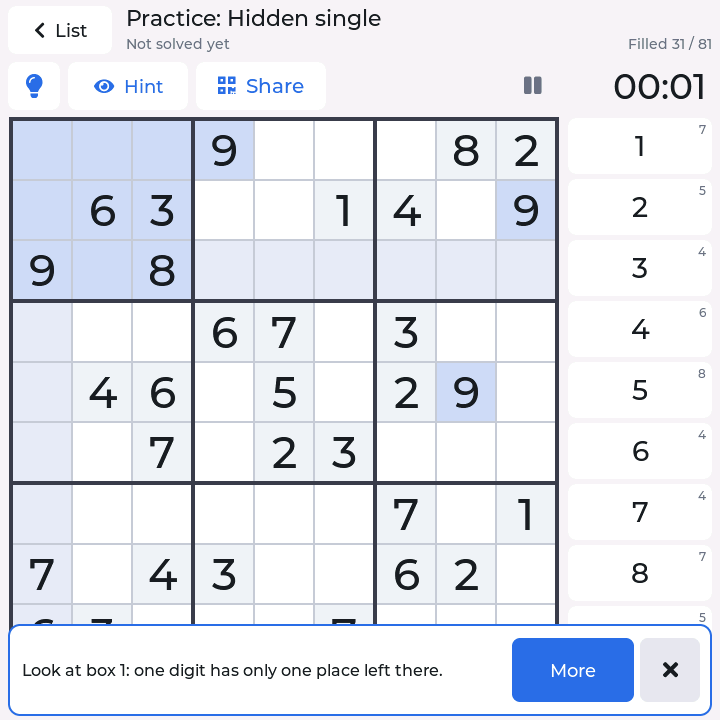 List
Practice: Hidden single
Not solved yet
Filled 31 / 81
Hint
Share
00:01
9 8 2
6 3 1 4 9
9 8
6 7 3
4 6 5 2 9
7 2 3
7 1
7 4 3 6 2
1 7
2 5
3 4
4 6
5 8
6 4
7 4
8 7
5
Look at box 1: one digit has only one place left there.
More